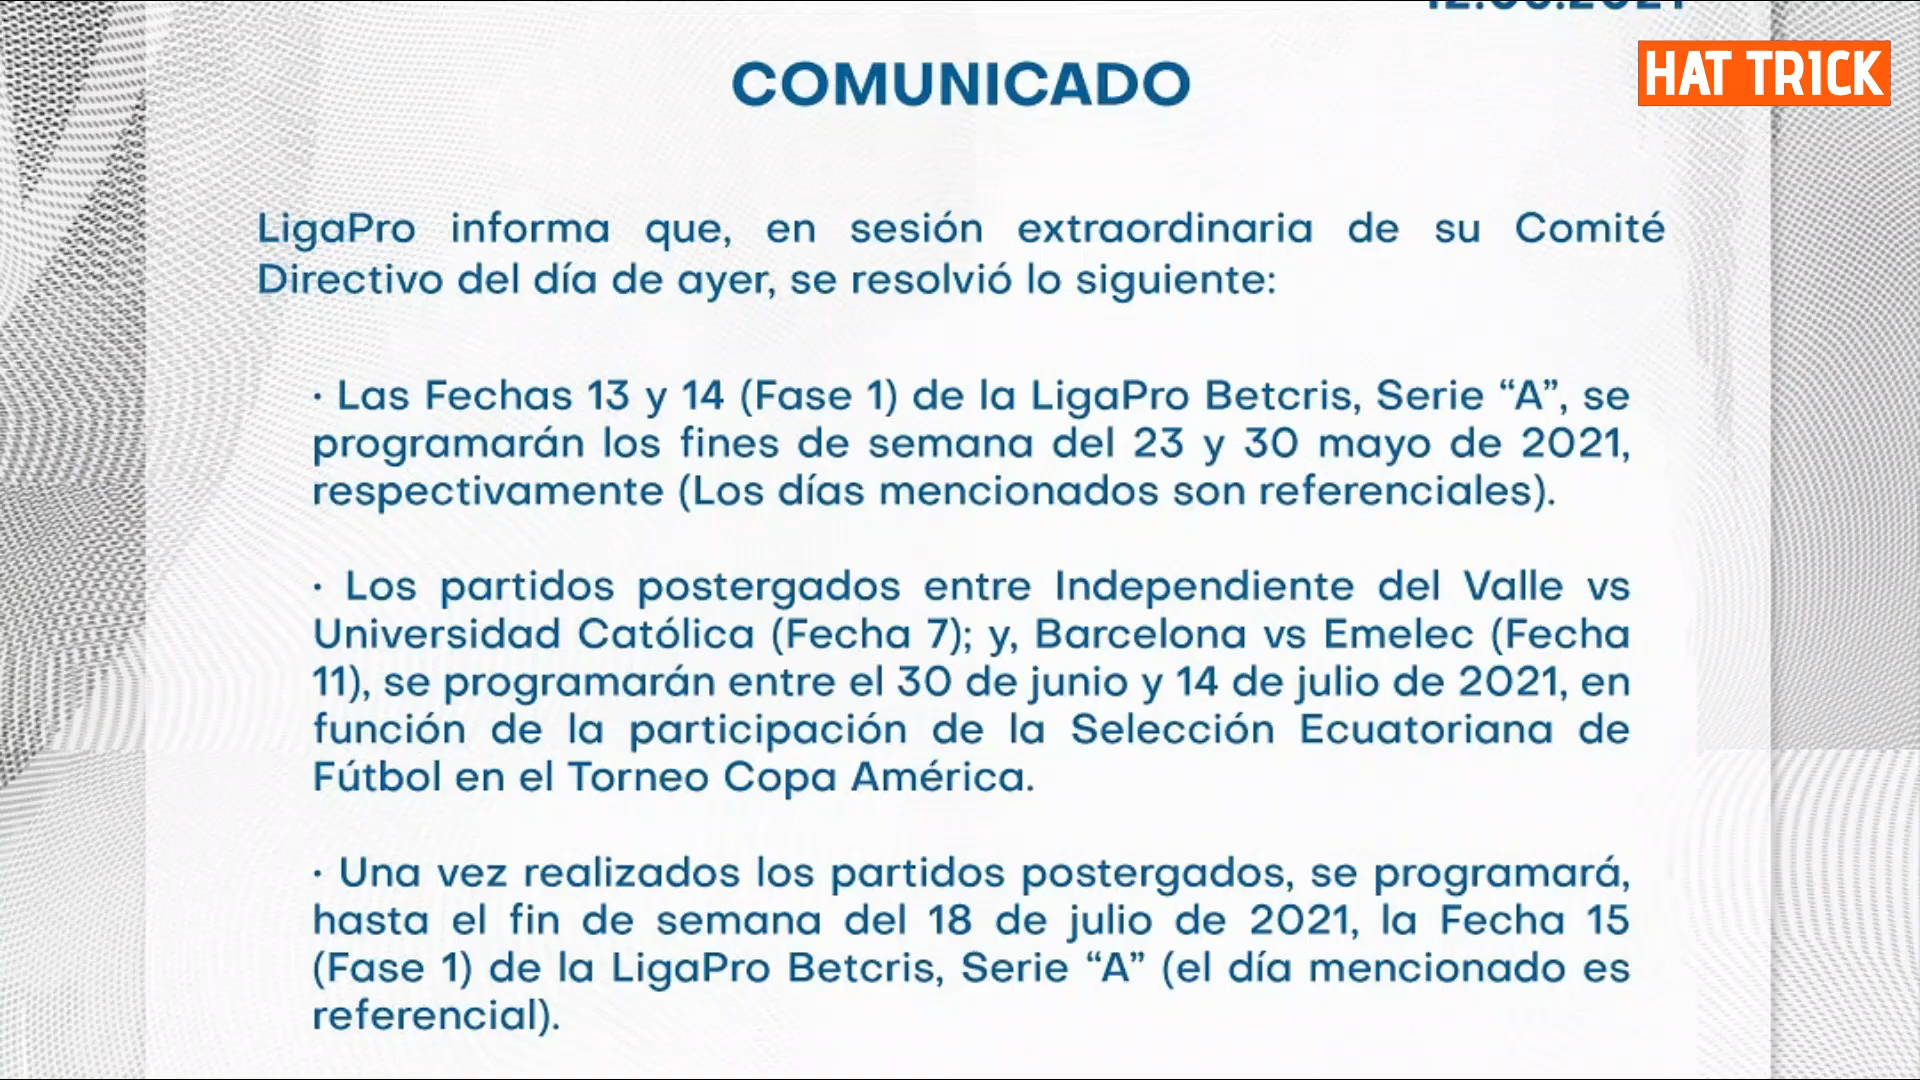 HAT TRICK
COMUNICADO
LigaPro informa que, en sesión extraordinaria de su Comité
Directivo del día de ayer, se resolvió lo siguiente:
· Las Fechas 13 y 14 (Fase 1) de la LigaPro Betcris, Serie “A”, se
programarán los fines de semana del 23 y 30 mayo de 2021,
respectivamente (Los días mencionados son referenciales).
· Los partidos postergados entre Independiente del Valle vs
Universidad Católica (Fecha 7); y, Barcelona vs Emelec (Fecha
11), se programarán entre el 30 de junio y 14 de julio de 2021, en
función de la participación de la Selección Ecuatoriana de
Fútbol en el Torneo Copa América.
· Una vez realizados los partidos postergados, se programará,
hasta el fin de semana del 18 de julio de 2021, la Fecha 15
(Fase 1) de la LigaPro Betcris, Serie “A” (el día mencionado es
referencial).